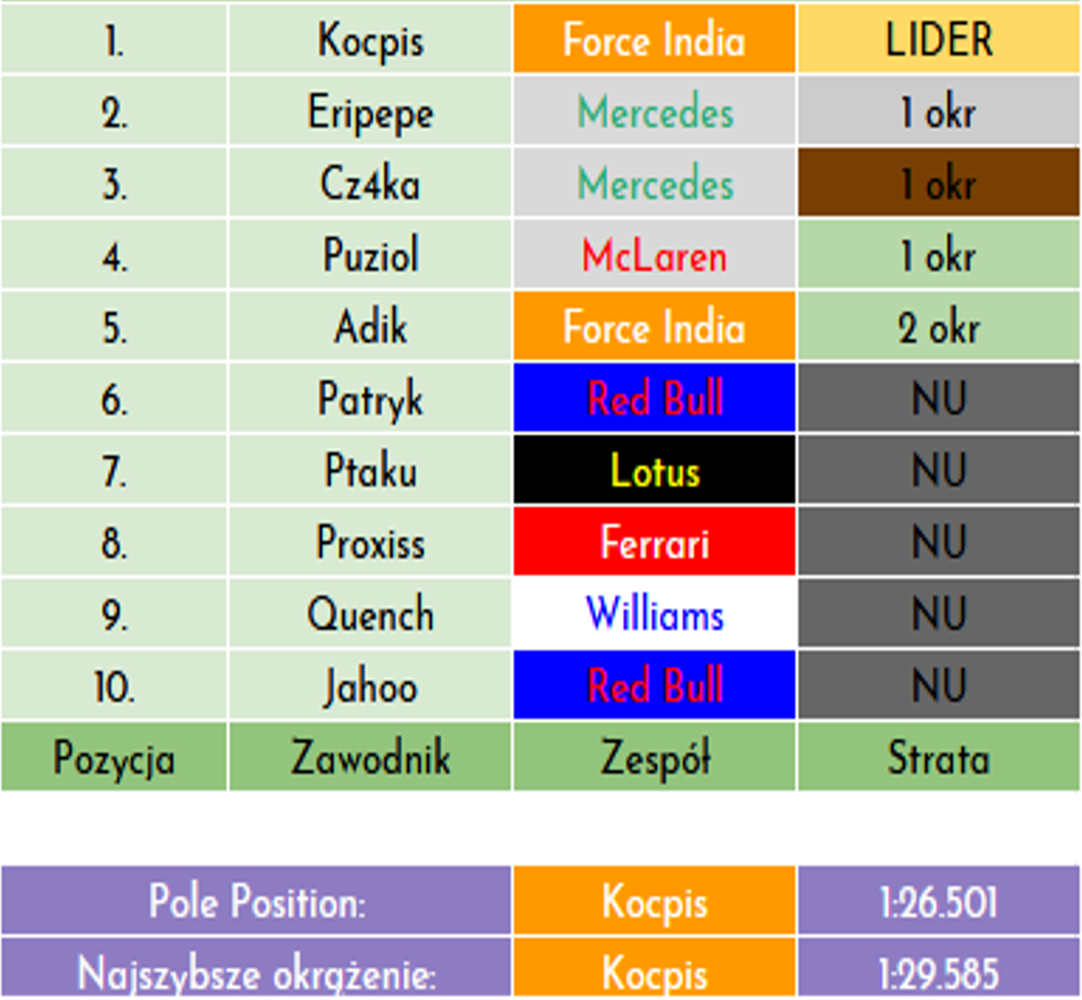 1. Kocpis Force India LIDER
2. Eripepe Mercedes 1 okr
3. Cz4ka Mercedes 1 okr
4. Puziol McLaren 1 okr
5. Adik Force India 2 okr
6. Patryk Red Bull NU
7. Ptaku Lotus NU
8. Proxiss Ferrari NU
9. Quench Williams NU
10. Jahoo Red Bull NU
Pozycja Zawodnik Zespół Strata
Pole Position: Kocpis 1:26.501
Najszybsze okrążenie: Kocpis 1:29.585